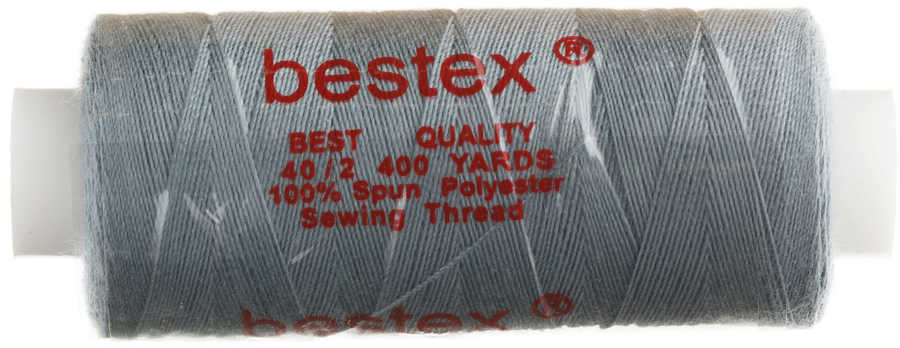 bestex ®
BEST QUALITY
40/2 400 YARDS
100% Spun Polyester
Sewing Thread
bestex ®